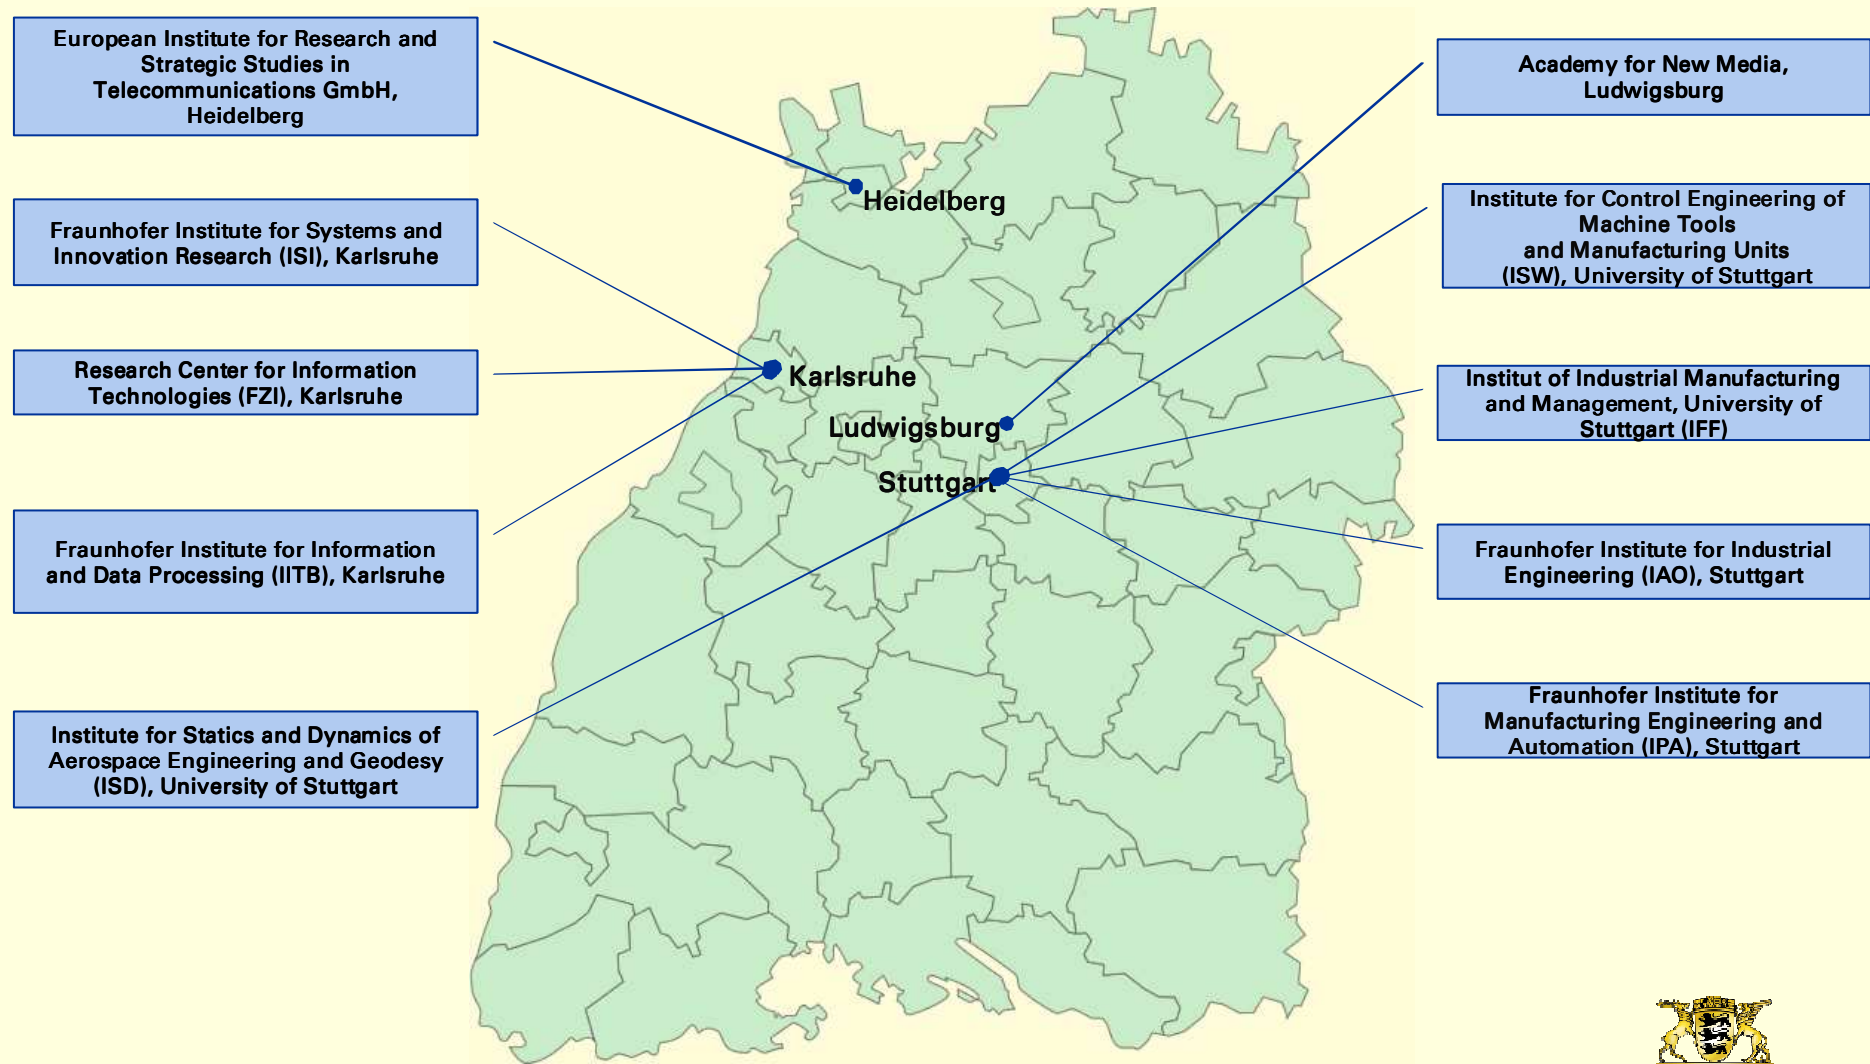 European Institute for Research and
Strategic Studies in
Telecommunications GmbH,
Heidelberg
Fraunhofer Institute for Systems and
Innovation Research (ISI), Karlsruhe
Research Center for Information
Technologies (FZI), Karlsruhe
Fraunhofer Institute for Information
and Data Processing (IITB), Karlsruhe
Institute for Statics and Dynamics of
Aerospace Engineering and Geodesy
(ISD), University of Stuttgart
Heidelberg
Karlsruhe
Ludwigsburg
Stuttgart
Academy for New Media,
Ludwigsburg
Institute for Control Engineering of
Machine Tools
and Manufacturing Units
(ISW), University of Stuttgart
Institut of Industrial Manufacturing
and Management, University of
Stuttgart (IFF)
Fraunhofer Institute for Industrial
Engineering (IAO), Stuttgart
Fraunhofer Institute for
Manufacturing Engineering and
Automation (IPA), Stuttgart